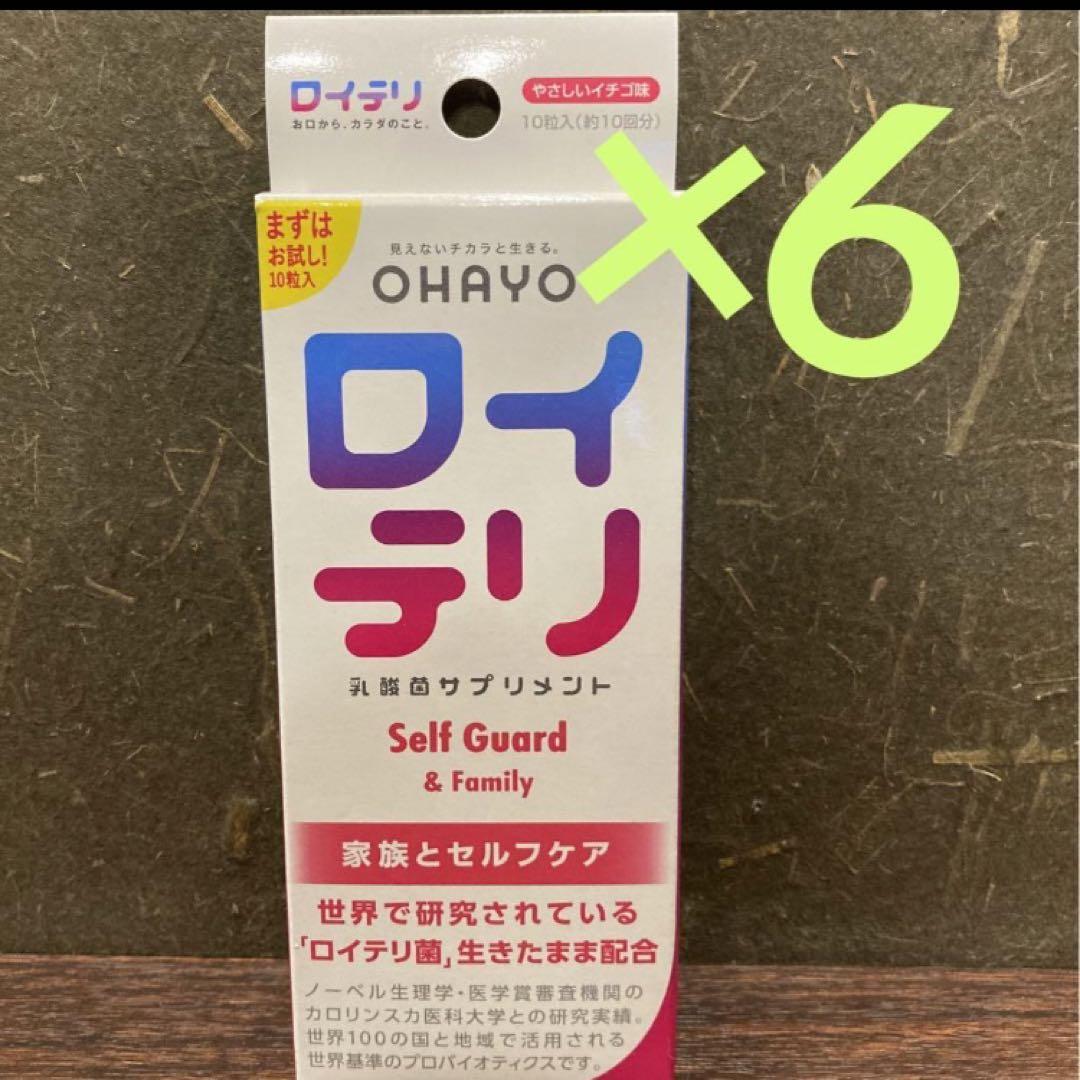 ロイテリ
お口から、カラダのこと。
やさしいイチゴ味
10粒入(約10回分)
×6
まずは
お試し!
10粒入
見えないチカラと生きる。
OHAYO
ロイ
テリ
乳酸菌サプリメント
Self Guard
& Family
家族とセルフケア
世界で研究されている
「ロイテリ菌」生きたまま配合
ノーベル生理学・医学賞審査機関の
カロリンスカ医科大学との研究実績。
世界100の国と地域で活用される
世界基準のプロバイオティクスです。